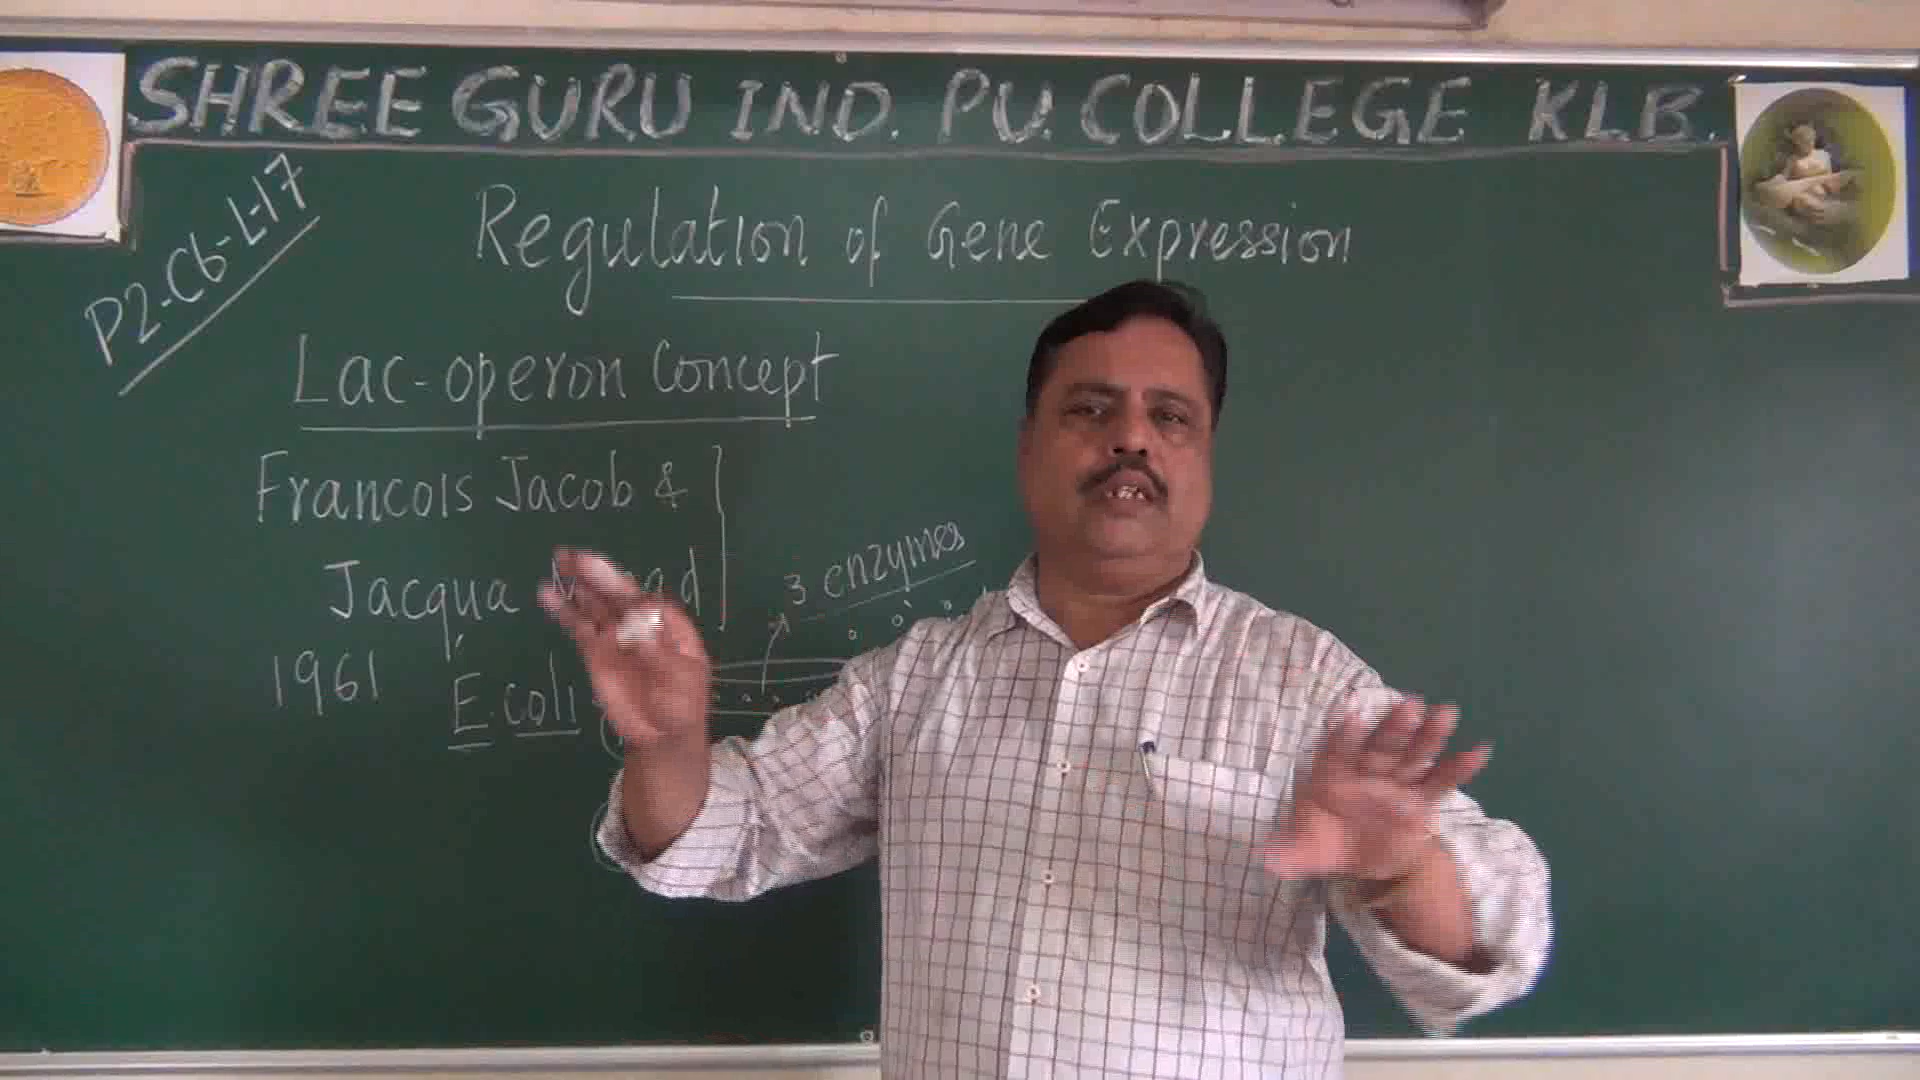 SHREE GURU IND. PU. COLLEGE KLB.
P2-C6-L-17
Regulation of Gene Expression
Lac-operon Concept
Francois Jacob &
Jacqua
3 enzymes
1961
E. coli